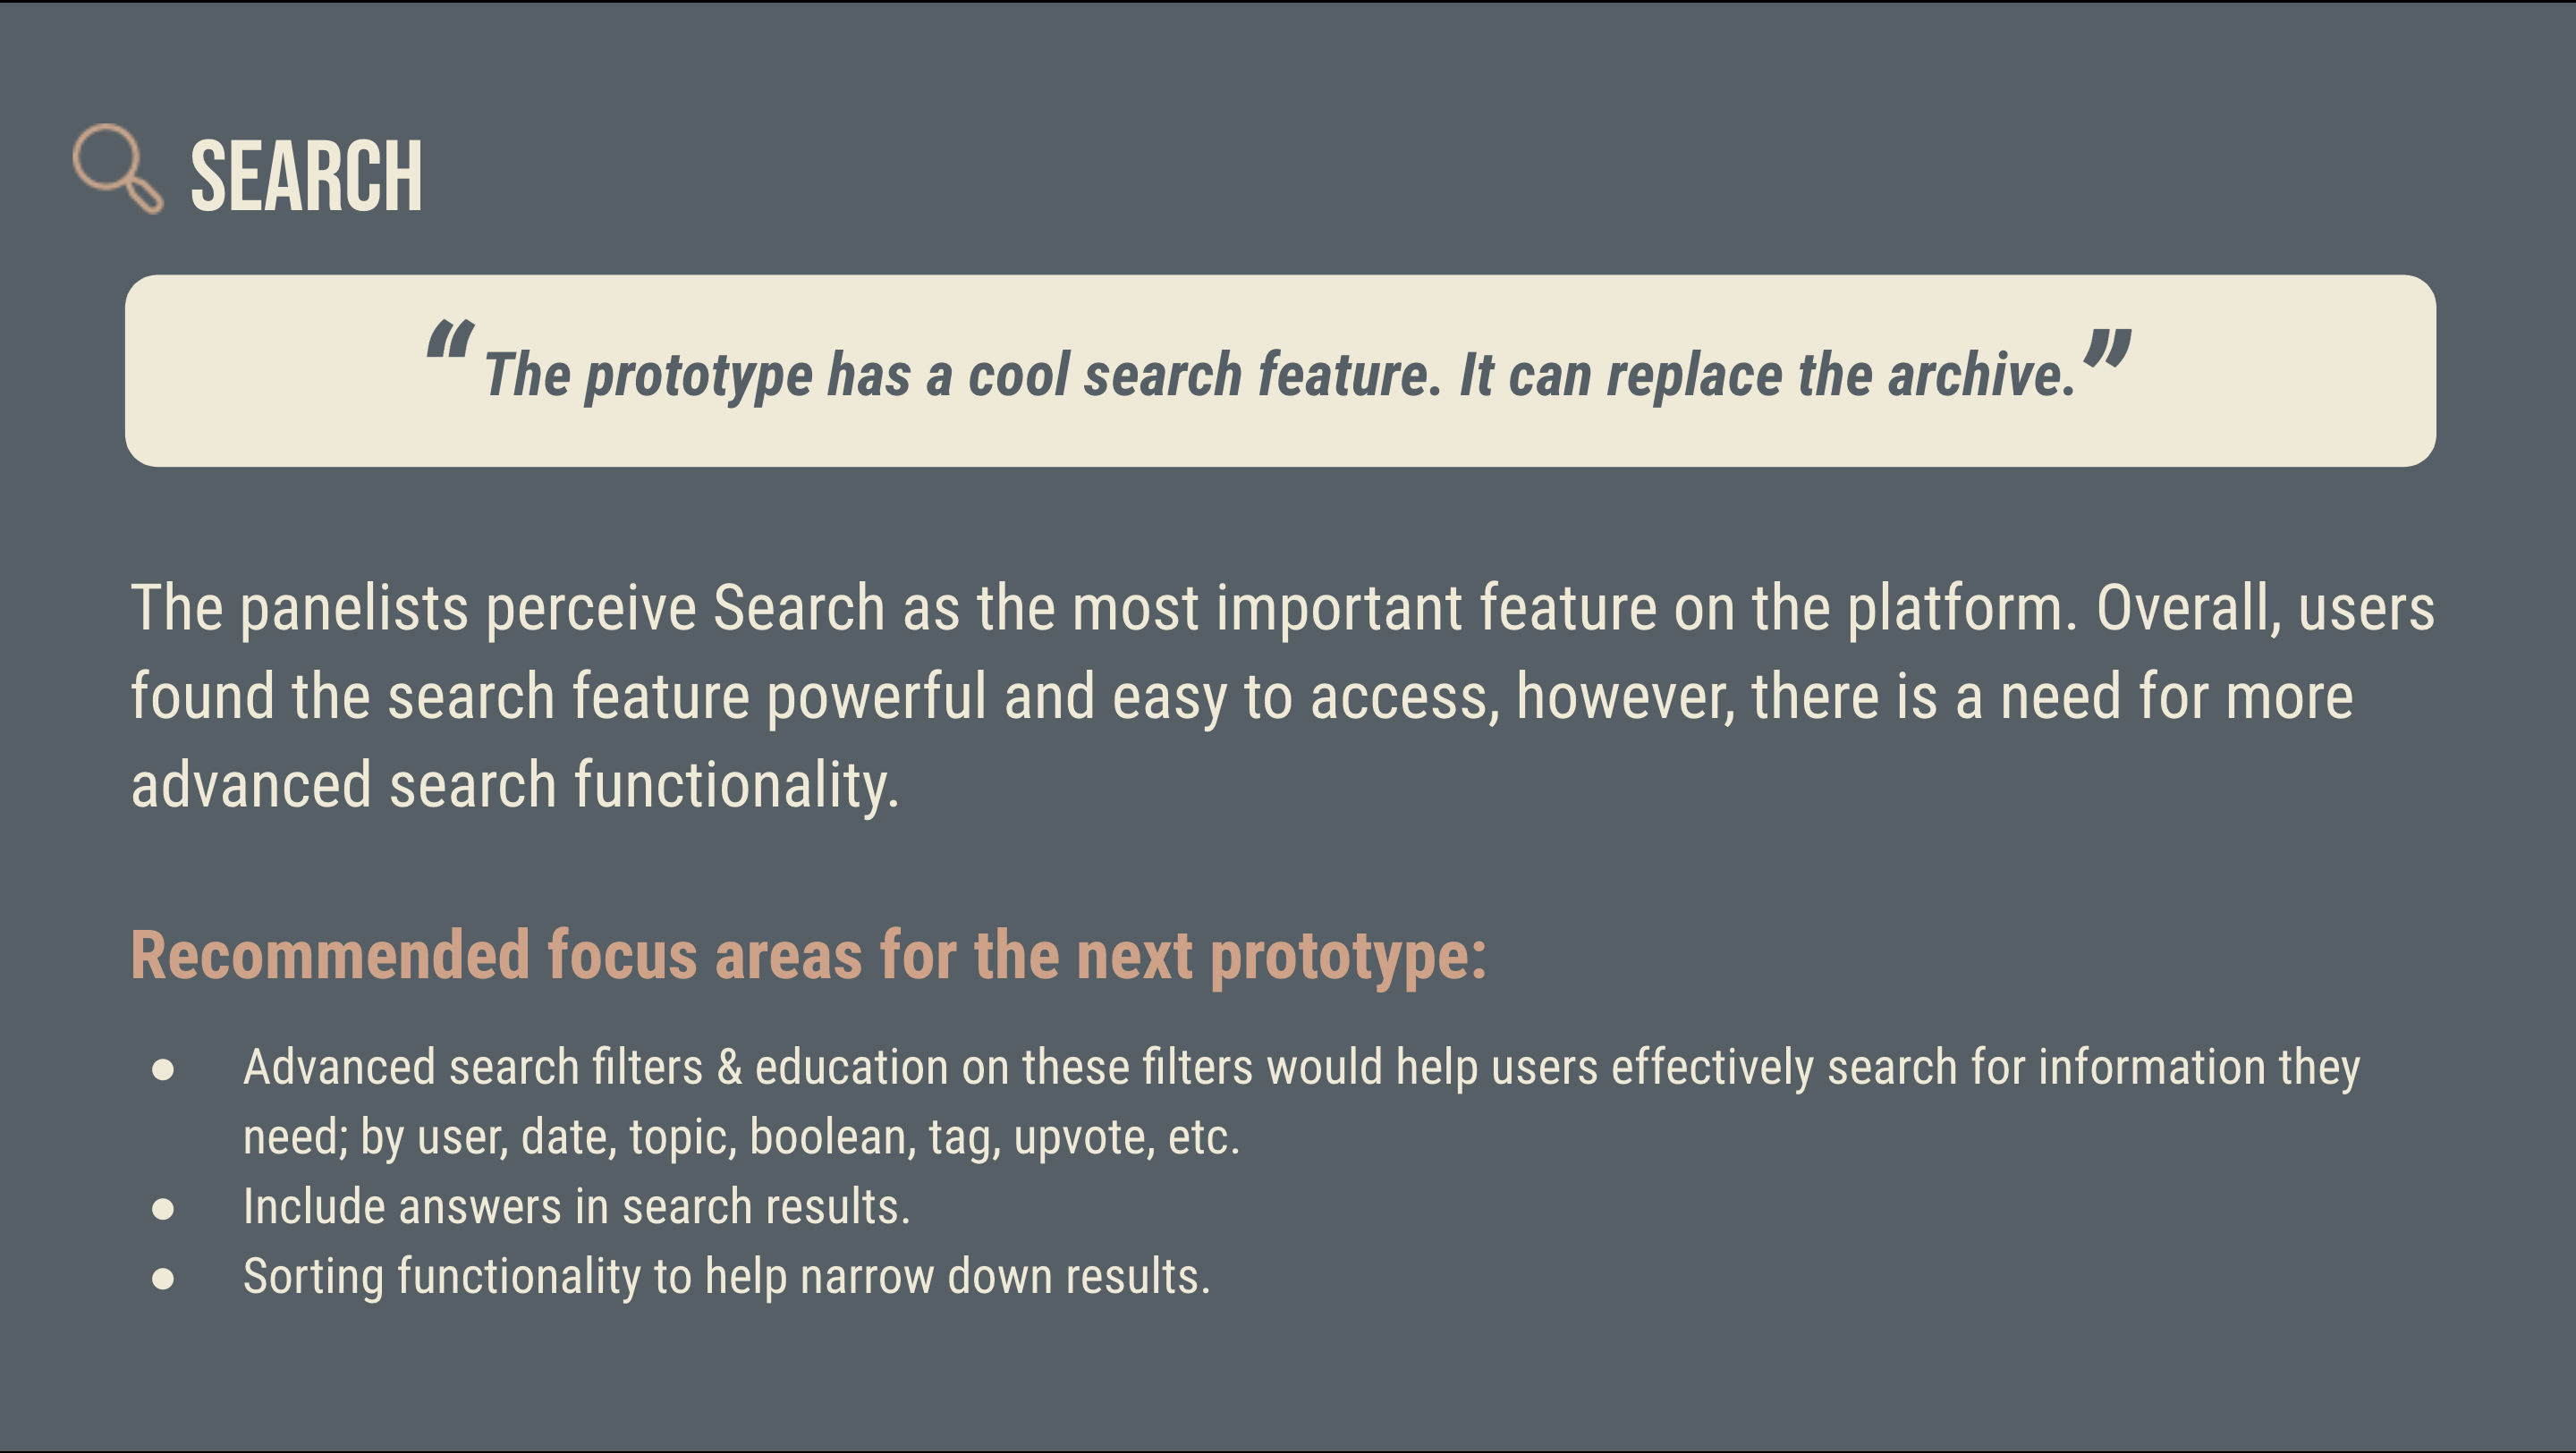 SEARCH
“The prototype has a cool search feature. It can replace the archive.”
The panelists perceive Search as the most important feature on the platform. Overall, users
found the search feature powerful and easy to access, however, there is a need for more
advanced search functionality.
Recommended focus areas for the next prototype:
● Advanced search filters & education on these filters would help users effectively search for information they
need; by user, date, topic, boolean, tag, upvote, etc.
● Include answers in search results.
● Sorting functionality to help narrow down results.